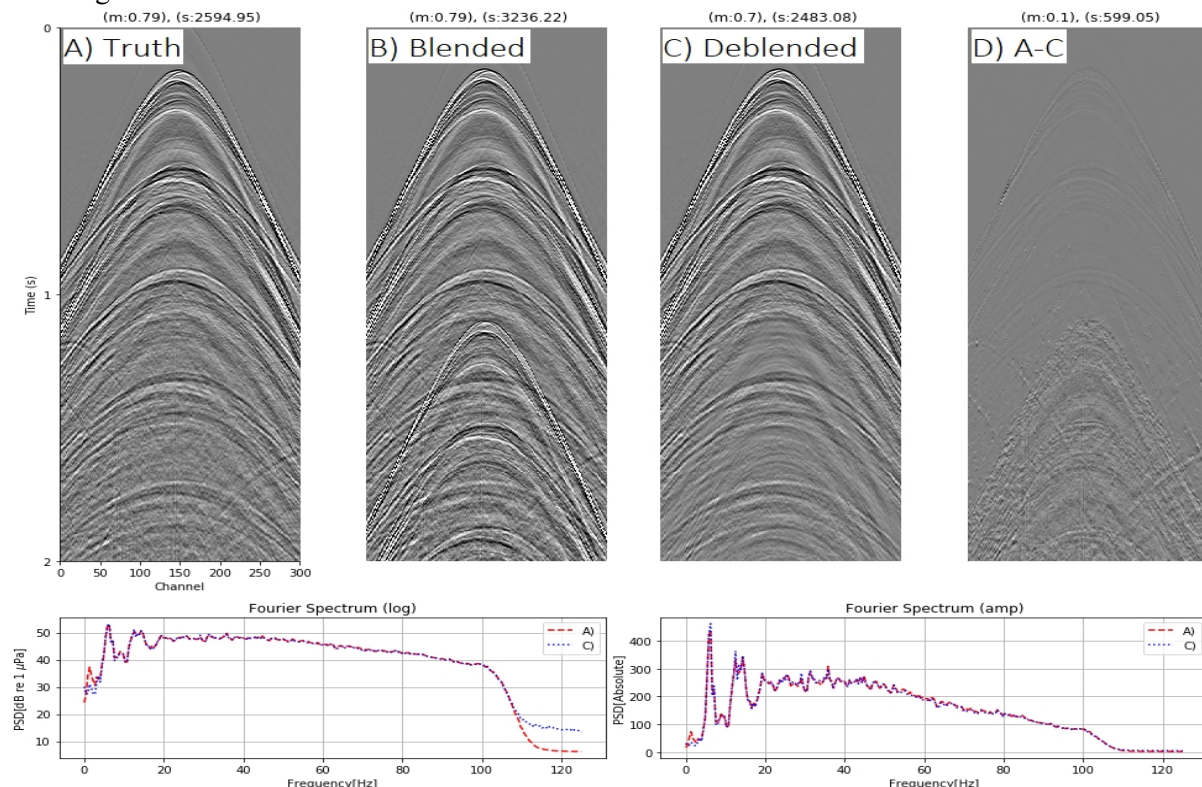 (m:0.79), (s:2594.95)
(m:0.79), (s:3236.22)
(m:0.7), (s:2483.08)
(m:0.1), (s:599.05)
A) Truth
B) Blended
C) Deblended
D) A-C
0
1
2
Time (s)
0 50 100 150 200 250 300
Channel
Fourier Spectrum (log)
50
40
30
20
10
PSD[dB re 1 μPa]
A)
C)
0 20 40 60 80 100 120
Frequency[Hz]
Fourier Spectrum (amp)
400
300
200
100
0
PSD[Absolute]
A)
C)
0 20 40 60 80 100 120
Frequency[Hz]